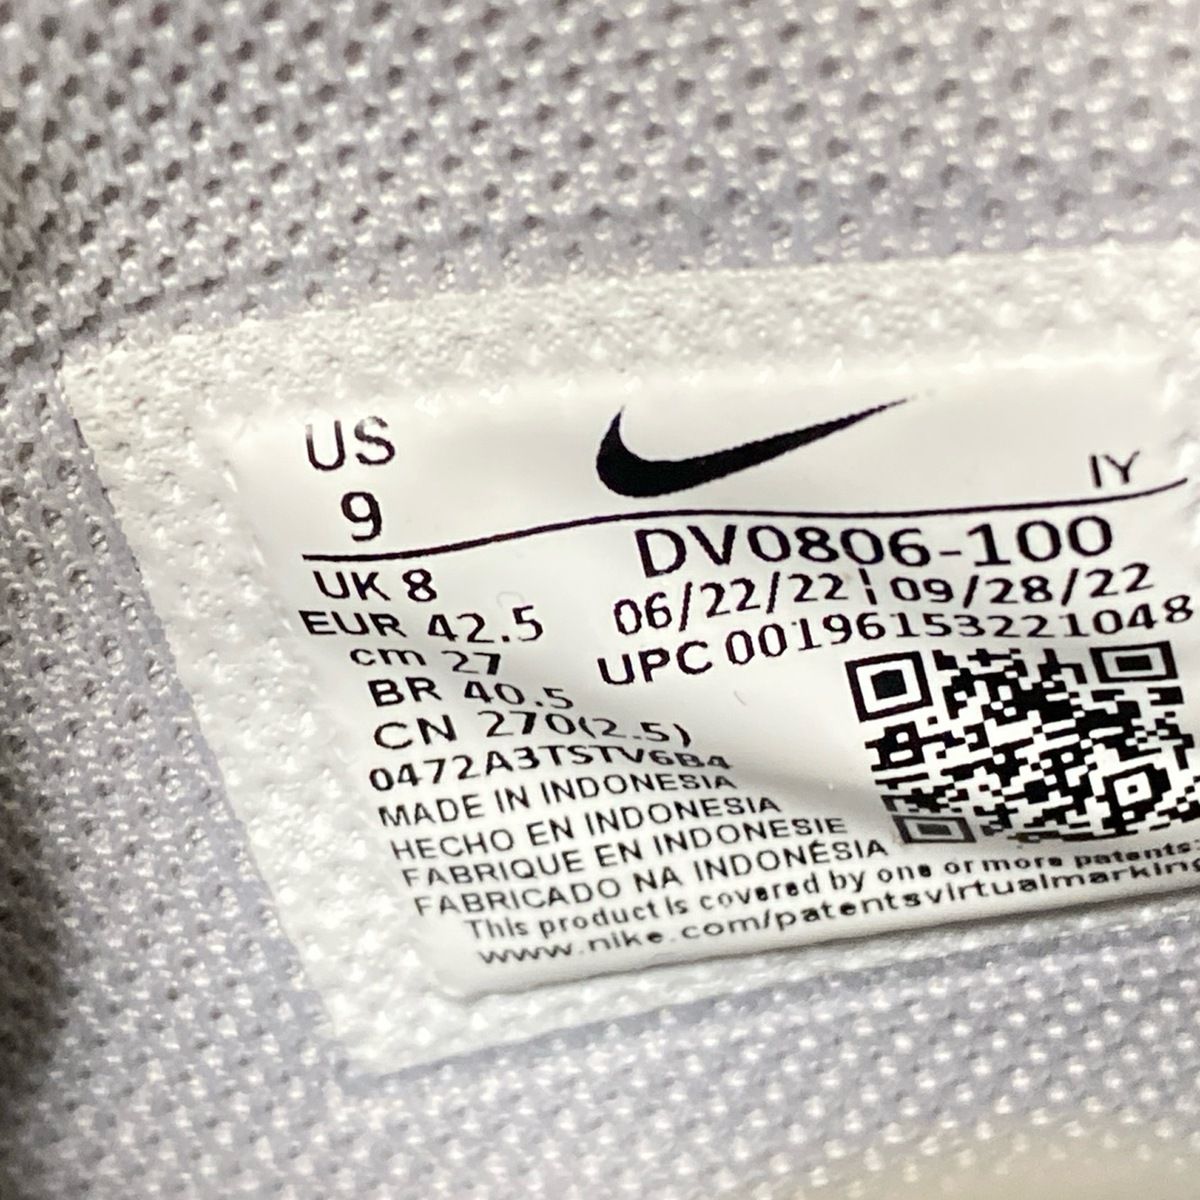 US
9
IY
DV0806-100
UK 8
06/22/22 | 09/28/22
EUR 42.5
UPC 00196153221048
cm 27
BR 40.5
CN 270(2.5)
0472A3TSTV6B4
MADE IN INDONESIA
HECHO EN INDONESIA
FABRIQUE EN INDONESIE
FABRICADO NA INDONÉSIA
This product is covered by one or more patents:
www.nike.com/patentsvirtualmarking